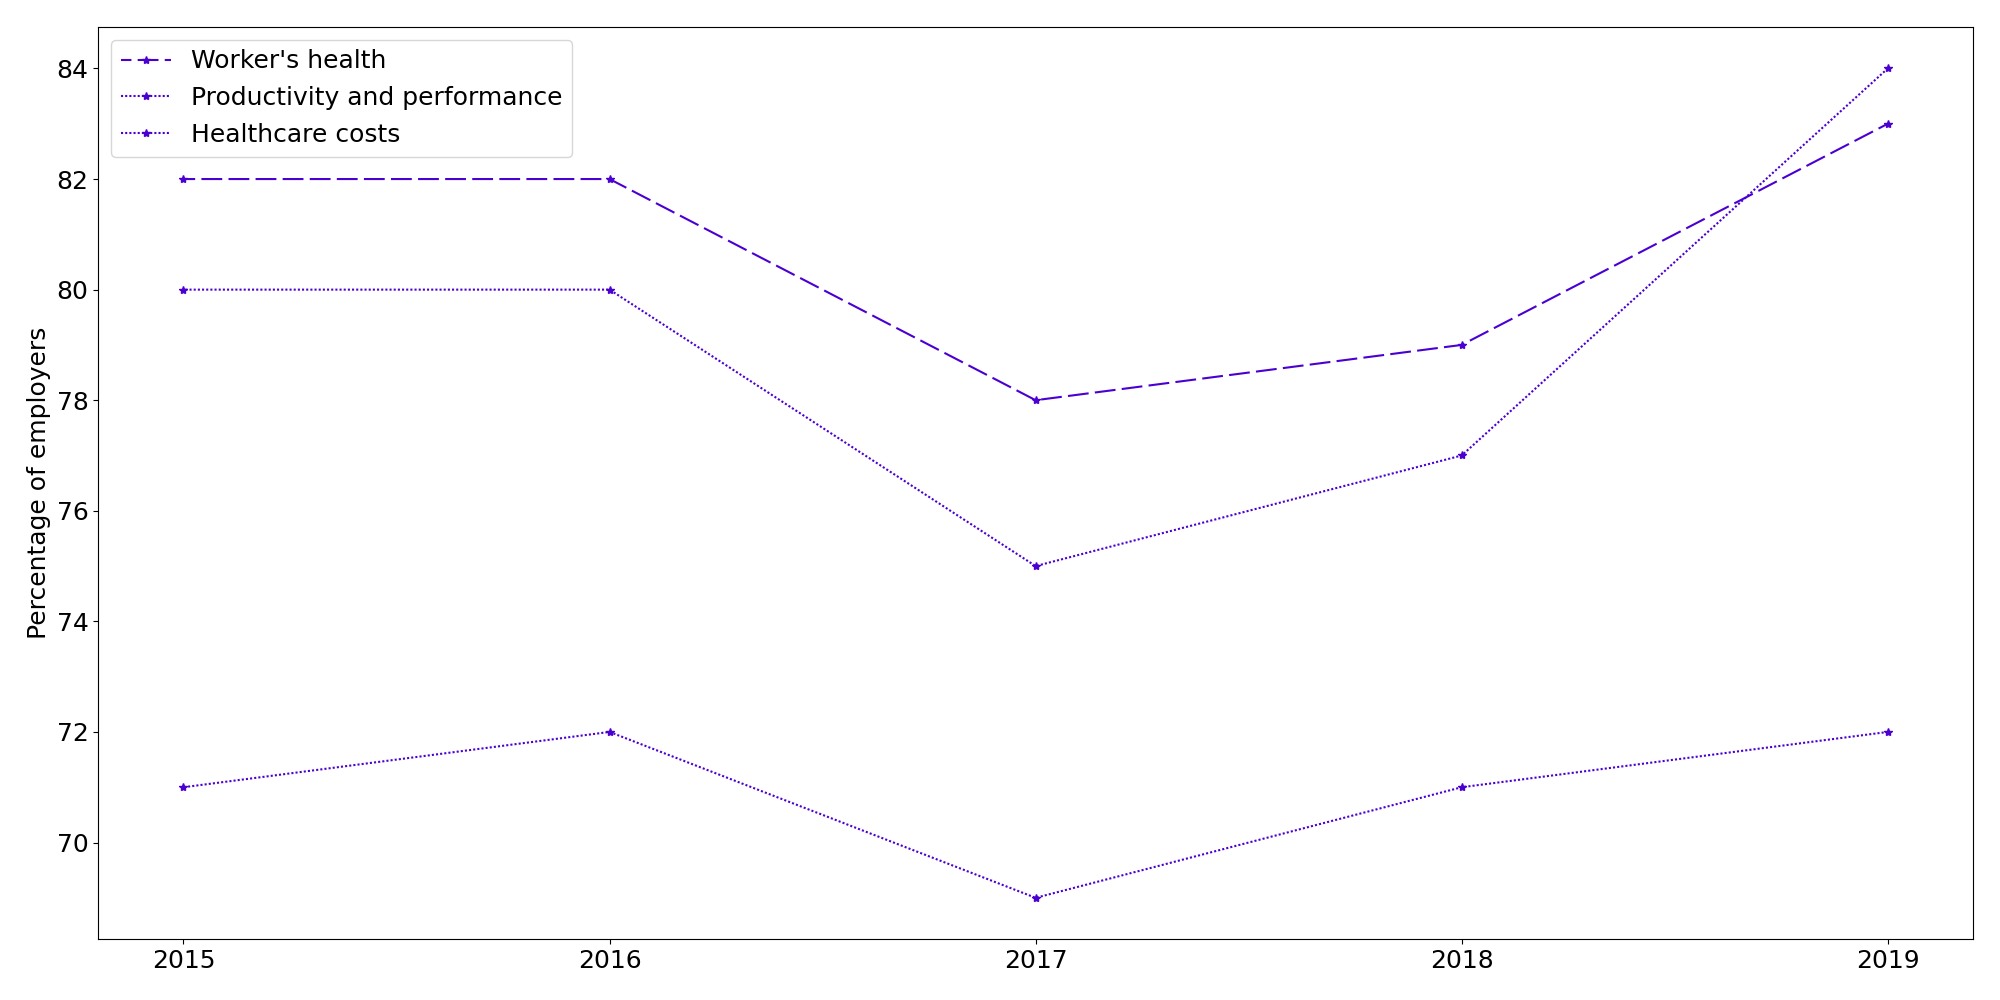 Worker's health
Productivity and performance
Healthcare costs
Percentage of employers
84
82
80
78
76
74
72
70
2015 2016 2017 2018 2019